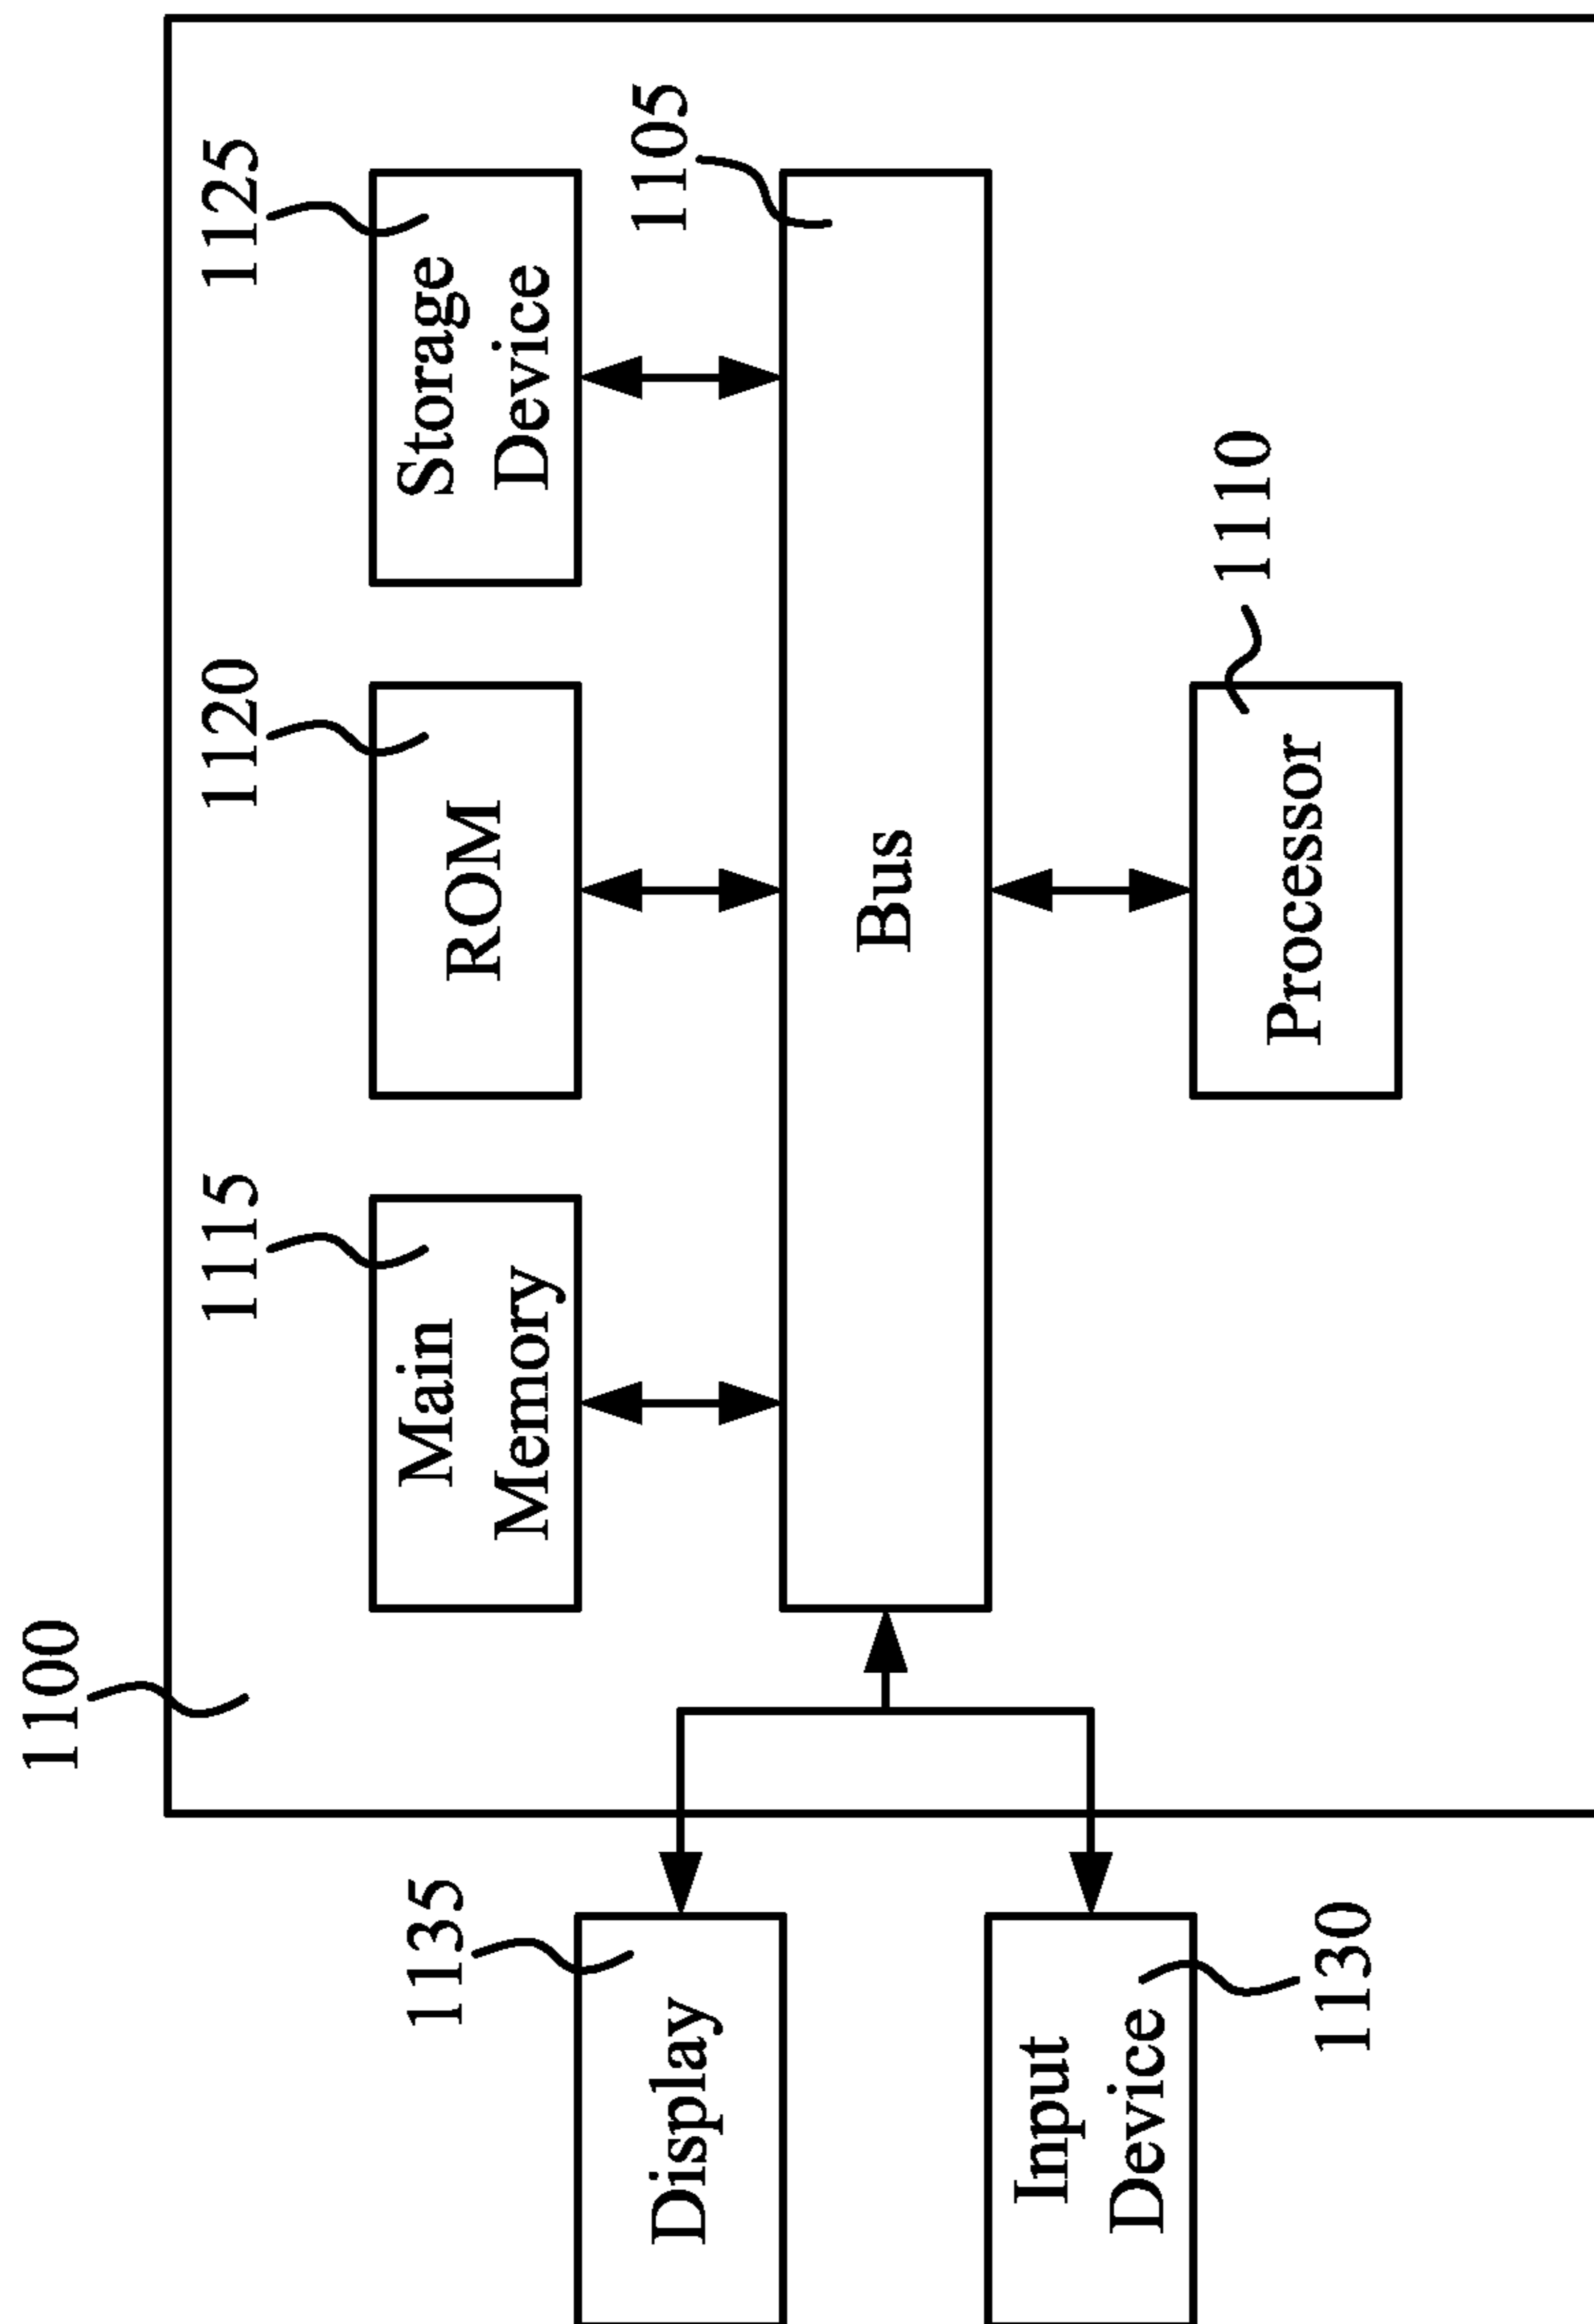 1100
1115
1120
1125
Main
Memory
ROM
Storage
Device
1105
1135
Display
Bus
Input
Device
1130
Processor
1110